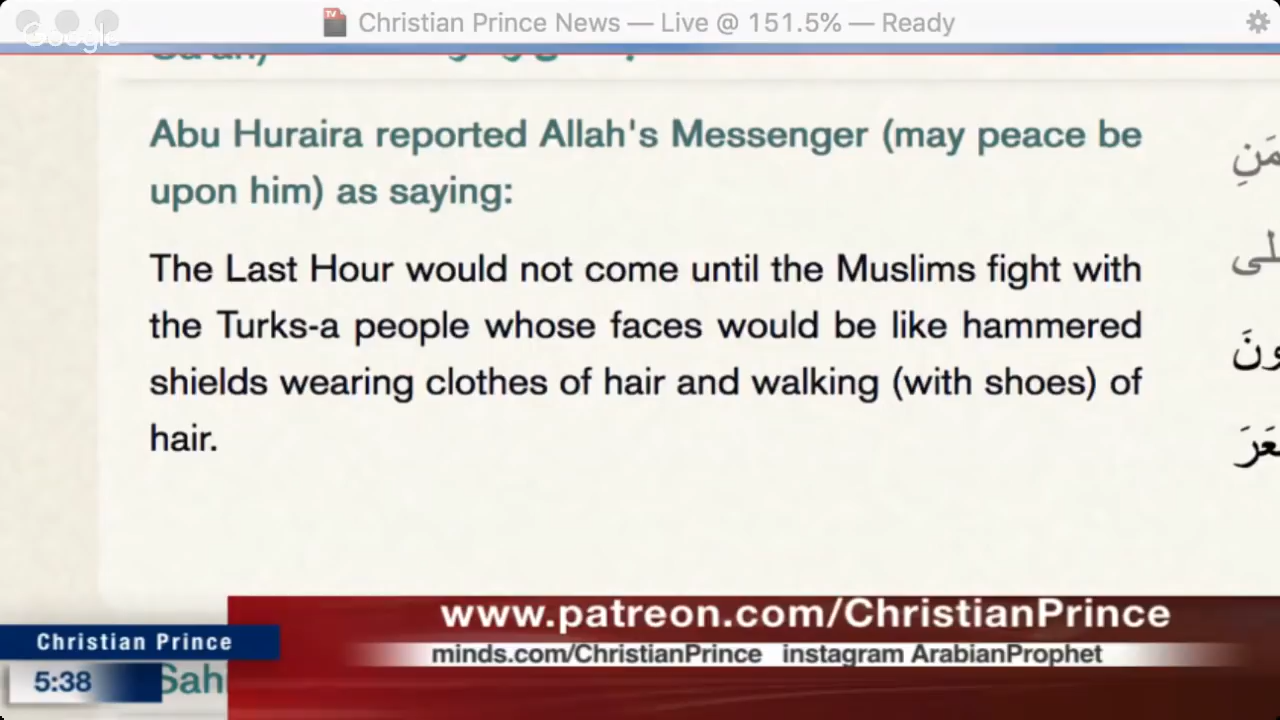 Christian Prince News — Live @ 151.5% — Ready
Google
Abu Huraira reported Allah's Messenger (may peace be
upon him) as saying:
The Last Hour would not come until the Muslims fight with
the Turks-a people whose faces would be like hammered
shields wearing clothes of hair and walking (with shoes) of
hair.
www.patreon.com/ChristianPrince
Christian Prince
minds.com/ChristianPrince instagram ArabianProphet
5:38